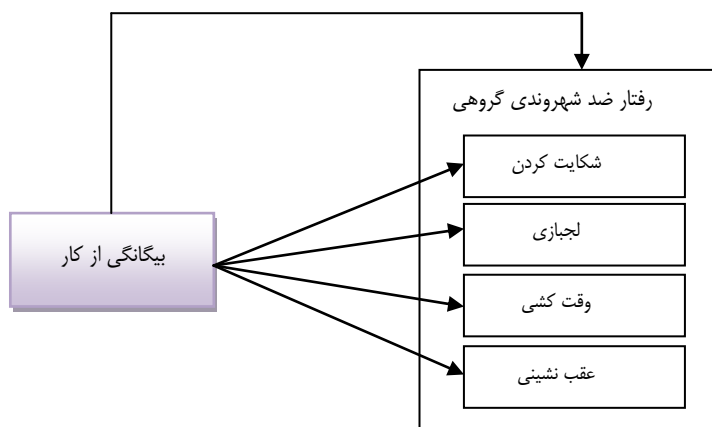 رفتار ضد شهروندی گروهی
شکایت کردن
لجبازی
وقت کشی
عقب نشینی
بیگانگی از کار